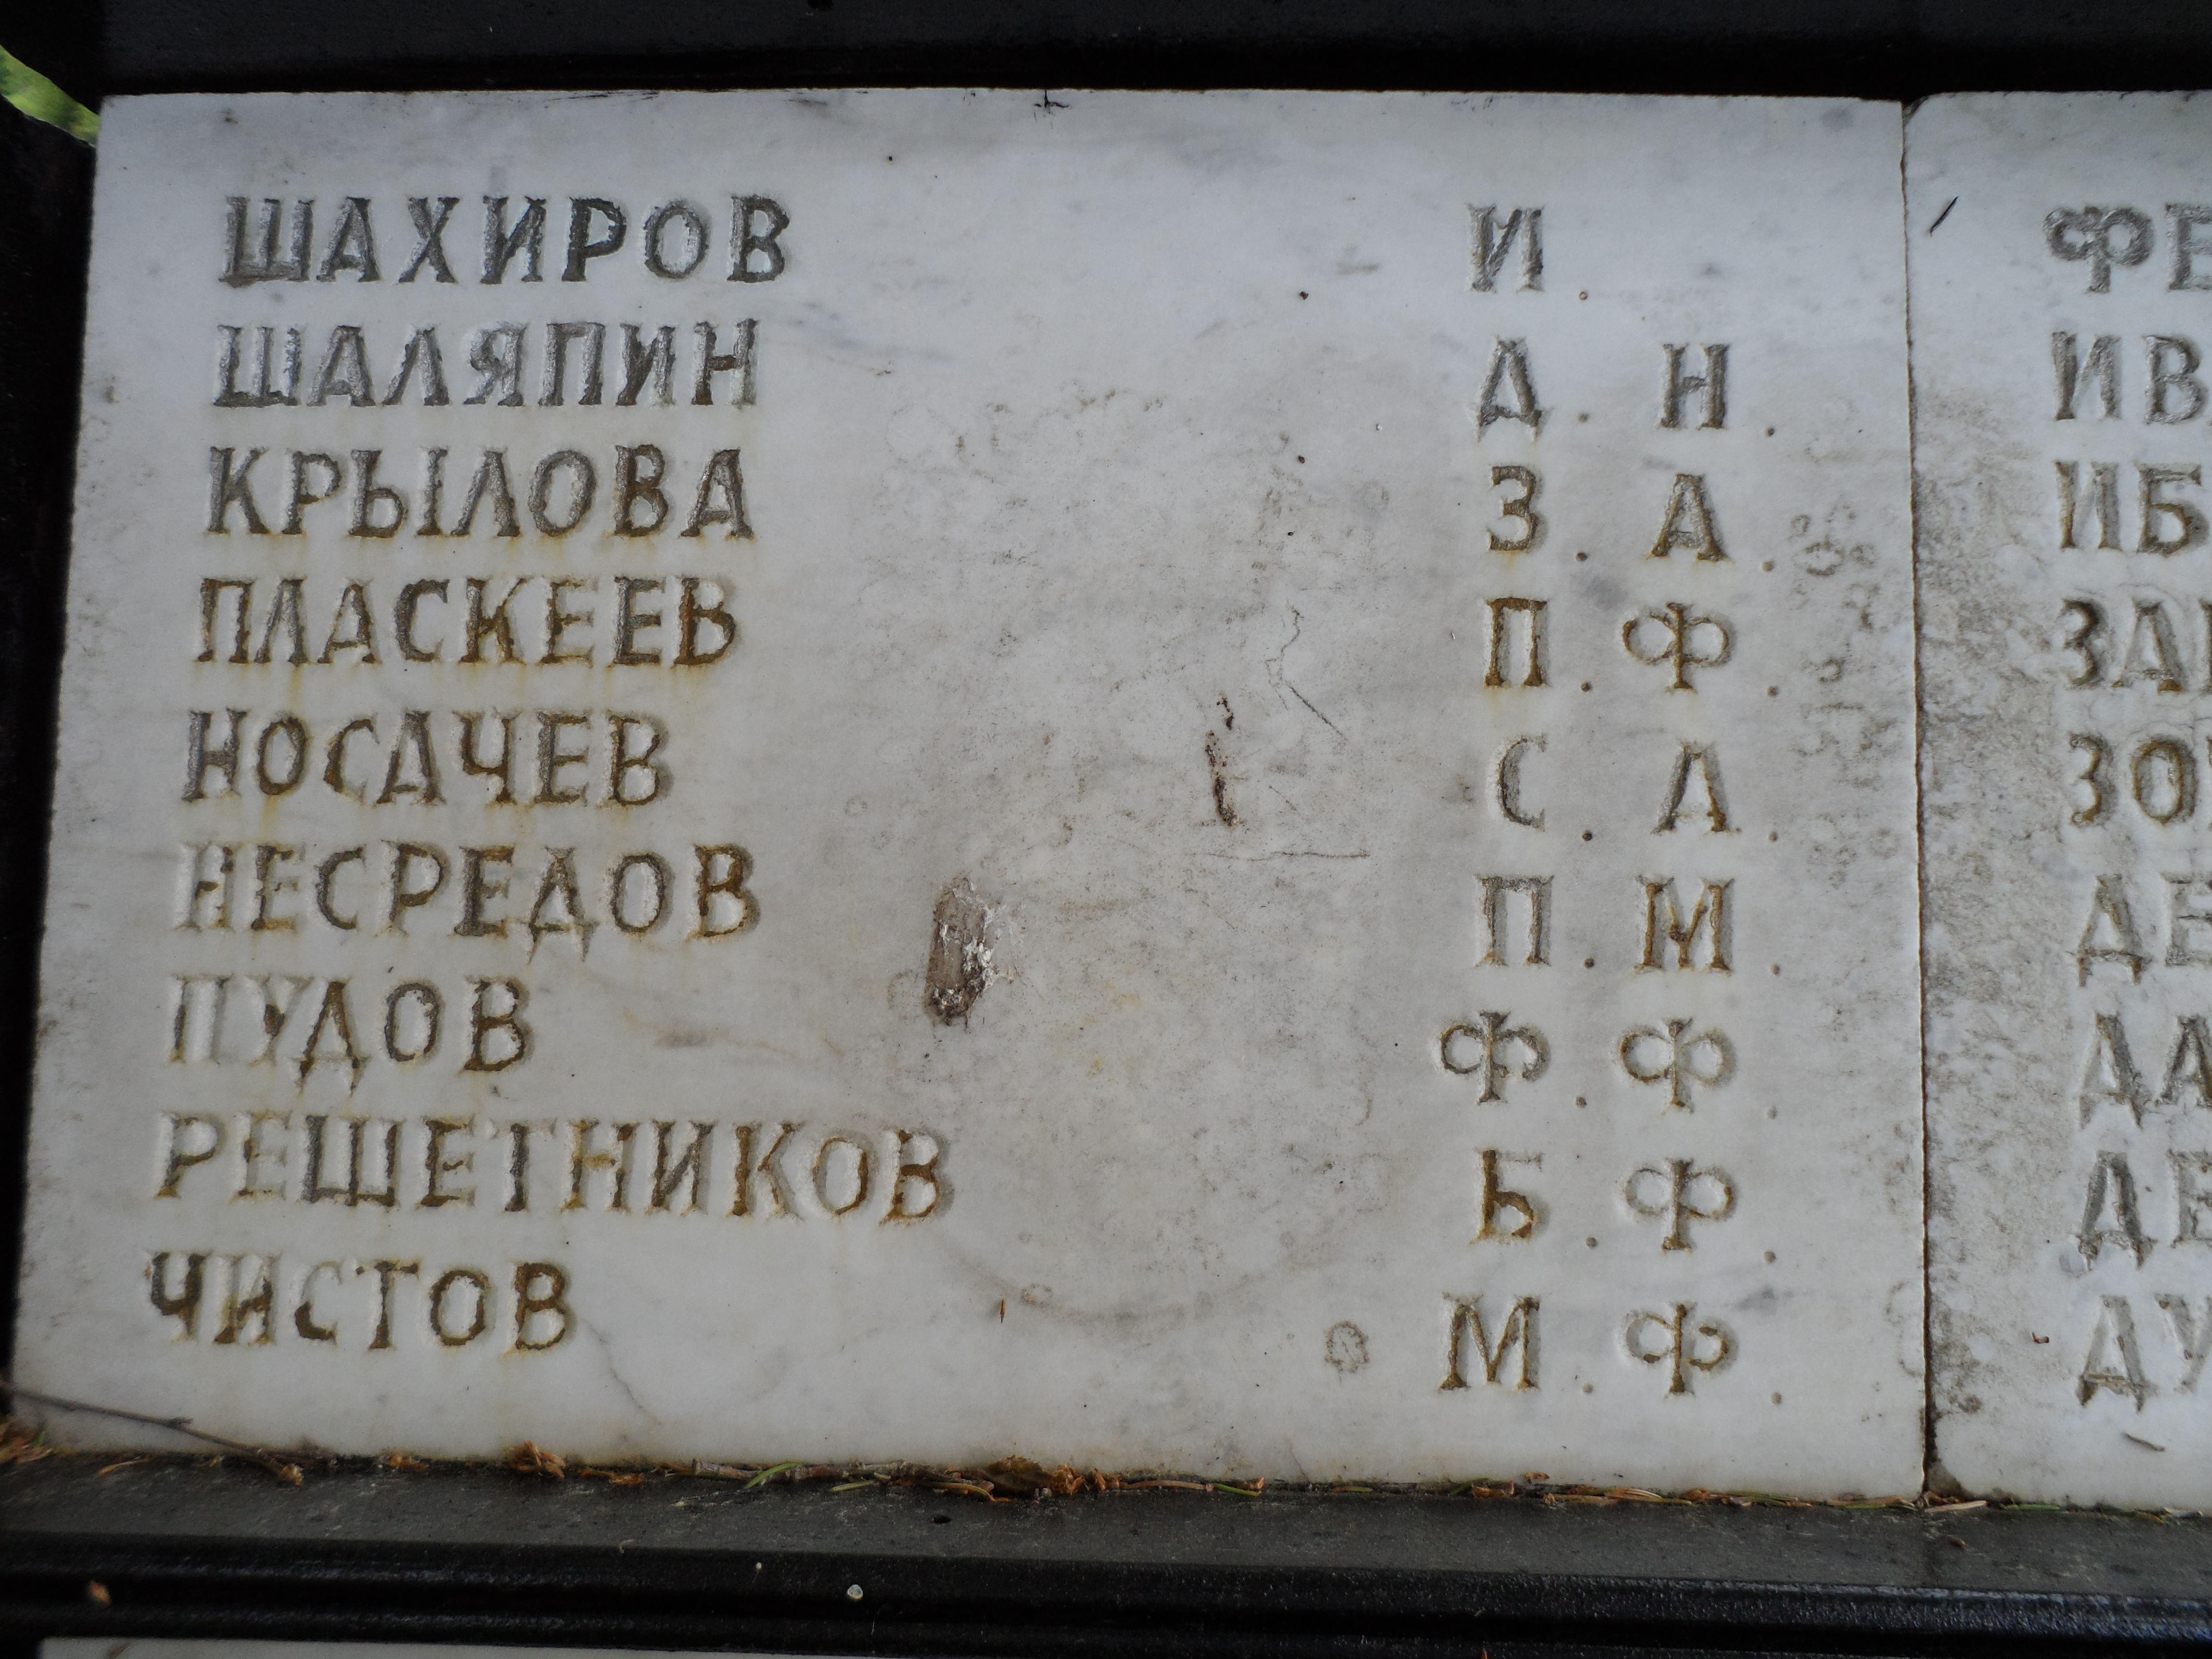 ШАХИРОВ И.
ШАЛЯПИН Д. Н.
КРЫЛОВА З. А.
ПЛАСКЕЕВ П. Ф.
НОСАЧЕВ С. А.
НЕСРЕДОВ П. М.
ПУДОВ Ф. Ф.
РЕШЕТНИКОВ Б. Ф.
ЧИСТОВ М. Ф.